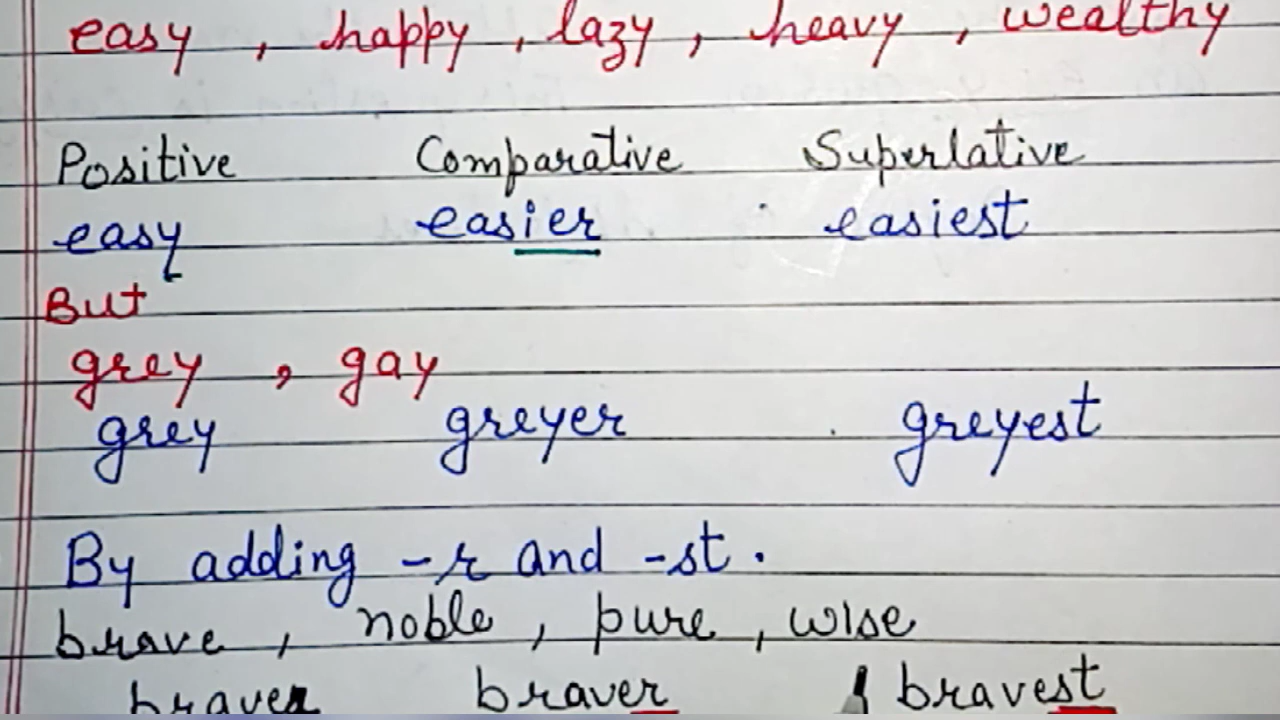 easy , happy , lazy , heavy , wealthy
Positive Comparative Superlative
easy easier easiest
But
grey , gay
grey greyer greyest
By adding -r and -st .
brave , noble , pure , wise
braver braver bravest